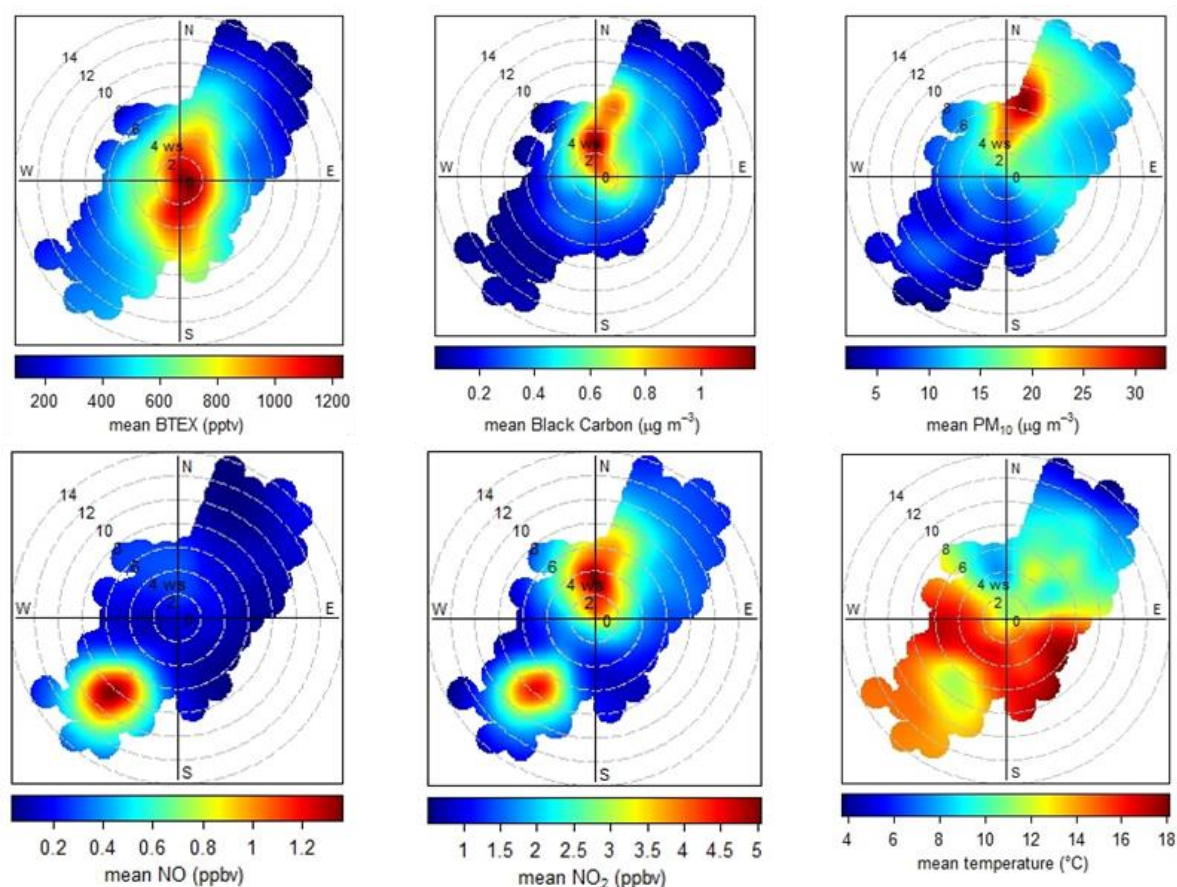 N
14
12
10
8
6
4 ws
2
0
W
E
S
200 400 600 800 1000 1200
mean BTEX (pptv)
N
14
12
10
8
6
4 ws
2
0
W
E
S
0.2 0.4 0.6 0.8 1
mean Black Carbon (μg m⁻³)
N
14
12
10
8
6
4 ws
2
0
W
E
S
5 10 15 20 25 30
mean PM₁₀ (μg m⁻³)
N
14
12
10
8
6
4 ws
2
0
W
E
S
0.2 0.4 0.6 0.8 1 1.2
mean NO (ppbv)
N
14
12
10
8
6
4 ws
2
0
W
E
S
1 1.5 2 2.5 3 3.5 4 4.5 5
mean NO₂ (ppbv)
N
14
12
10
8
6
4 ws
2
0
W
E
S
4 6 8 10 12 14 16 18
mean temperature (°C)